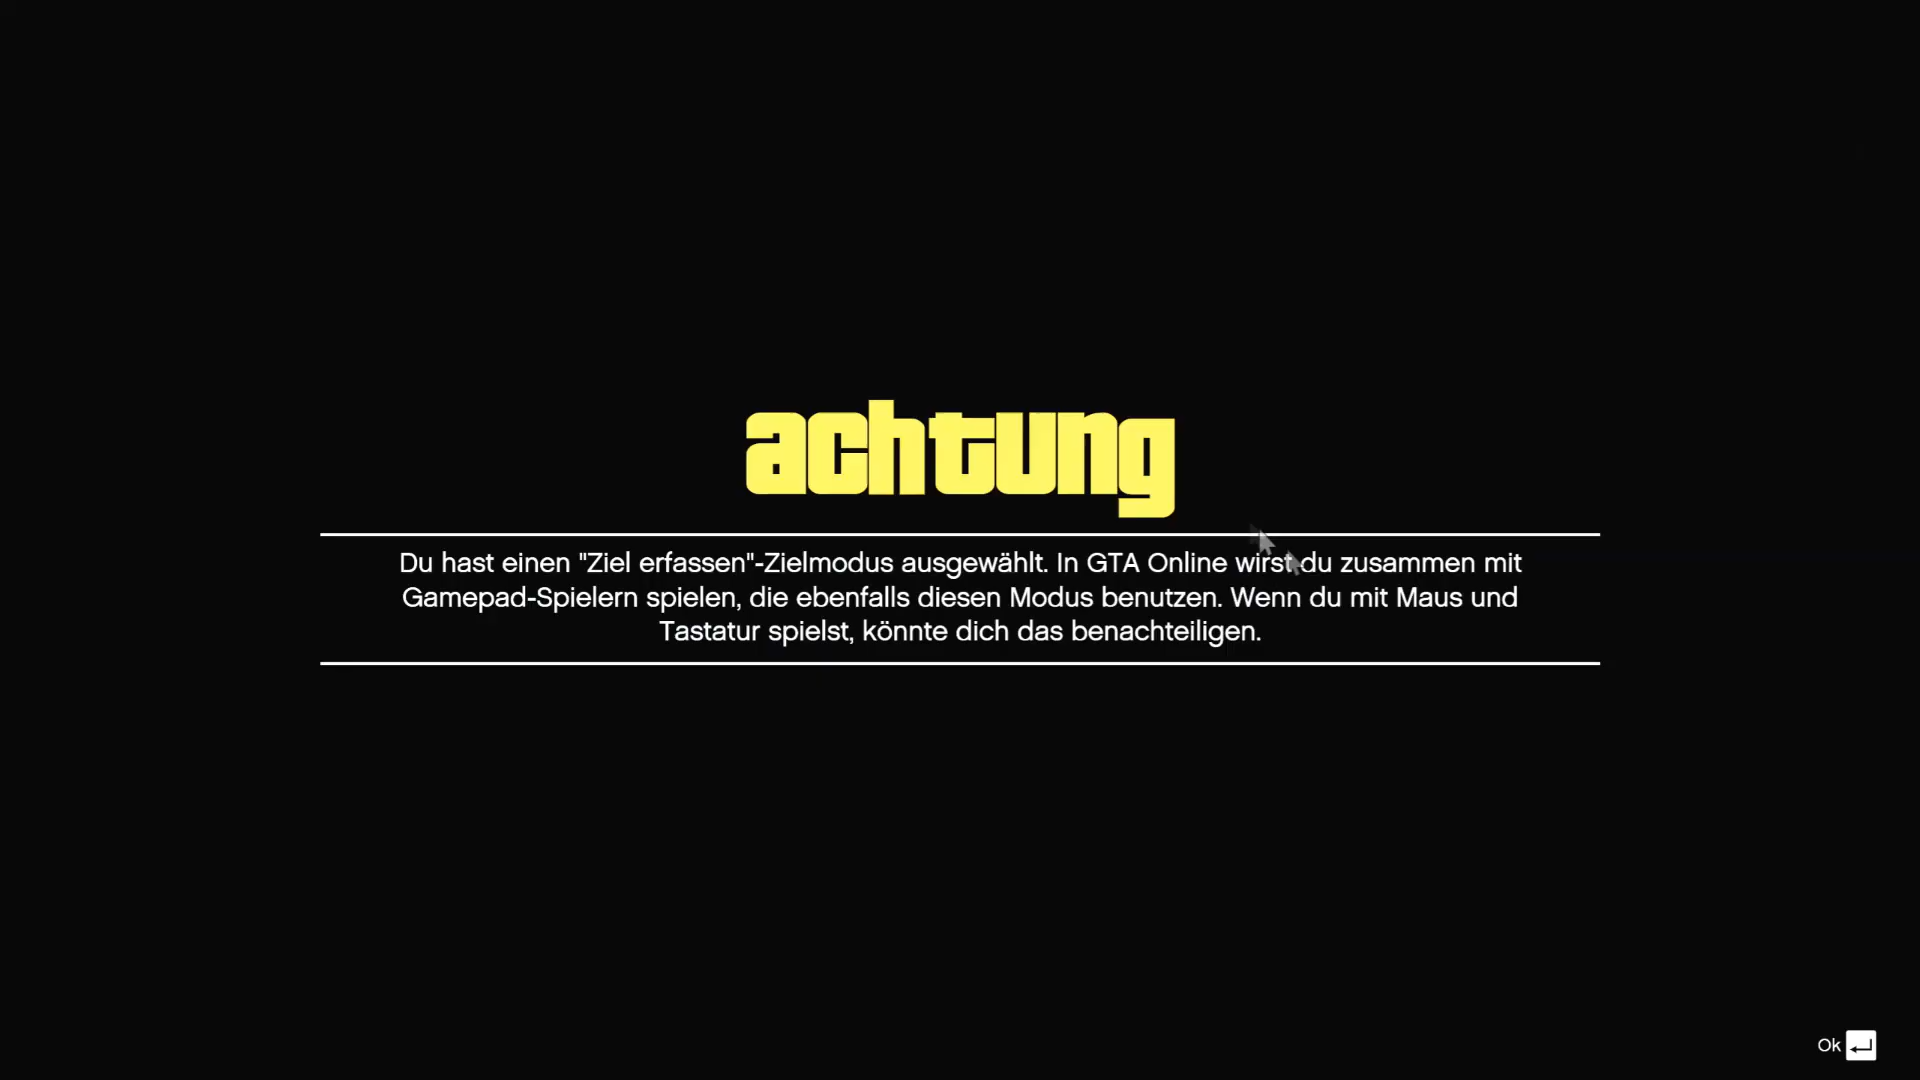 achtung
Du hast einen "Ziel erfassen"-Zielmodus ausgewählt. In GTA Online wirst du zusammen mit
Gamepad-Spielern spielen, die ebenfalls diesen Modus benutzen. Wenn du mit Maus und
Tastatur spielst, könnte dich das benachteiligen.
Ok